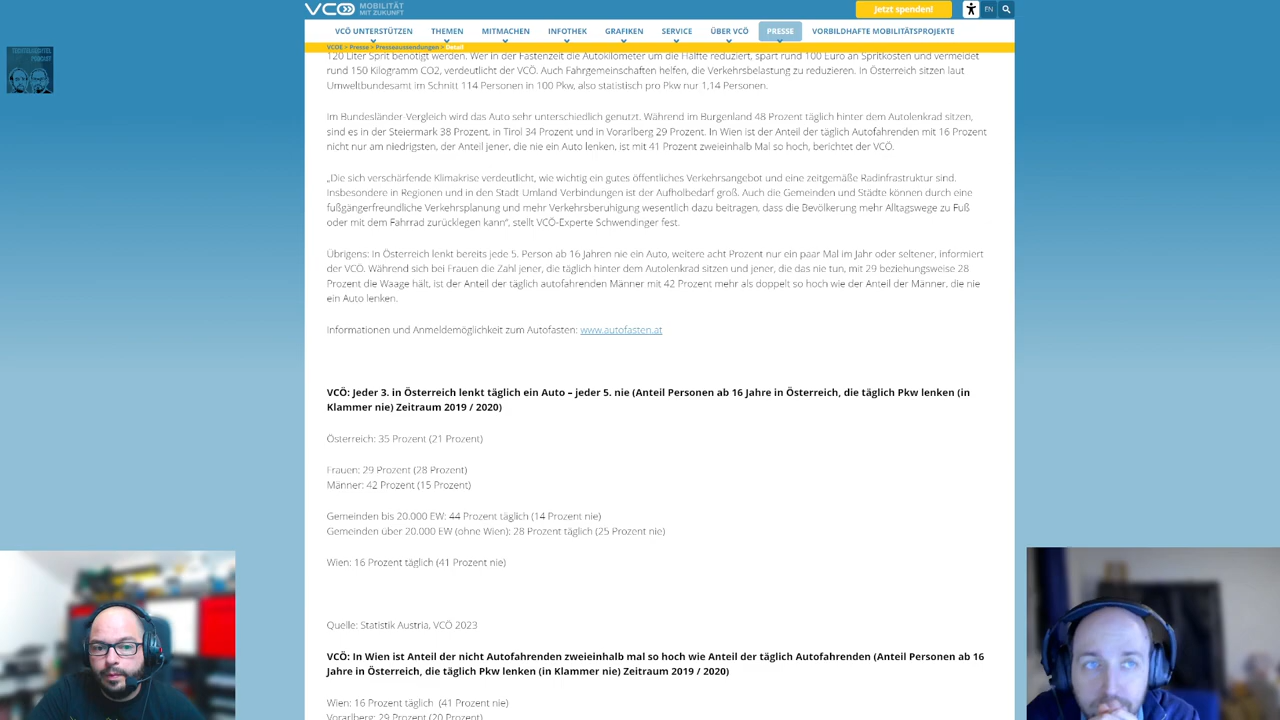 VCÖ MOBILITÄT
MIT ZUKUNFT
Jetzt spenden!
EN
VCÖ UNTERSTÜTZEN THEMEN MITMACHEN INFOTHEK GRAFIKEN SERVICE ÜBER VCÖ PRESSE VORBILDHAFTE MOBILITÄTSPROJEKTE
VCOE > Presse > Presseaussendungen > Detail
PODCAST
120 Liter Sprit benötigt werden. Wer in der Fastenzeit die Autokilometer um die Hälfte reduziert, spart rund 100 Euro an Spritkosten und vermeidet
rund 150 Kilogramm CO2, verdeutlicht der VCÖ. Auch Fahrgemeinschaften helfen, die Verkehrsbelastung zu reduzieren. In Österreich sitzen laut
Umweltbundesamt im Schnitt 114 Personen in 100 Pkw, also statistisch pro Pkw nur 1,14 Personen.
Im Bundesländer-Vergleich wird das Auto sehr unterschiedlich genutzt. Während im Burgenland 48 Prozent täglich hinter dem Autolenkrad sitzen,
sind es in der Steiermark 38 Prozent, in Tirol 34 Prozent und in Vorarlberg 29 Prozent. In Wien ist der Anteil der täglich Autofahrenden mit 16 Prozent
nicht nur am niedrigsten, der Anteil jener, die nie ein Auto lenken, ist mit 41 Prozent zweieinhalb Mal so hoch, berichtet der VCÖ.
„Die sich verschärfende Klimakrise verdeutlicht, wie wichtig ein gutes öffentliches Verkehrsangebot und eine zeitgemäße Radinfrastruktur sind.
Insbesondere in Regionen und in den Stadt Umland Verbindungen ist der Aufholbedarf groß. Auch die Gemeinden und Städte können durch eine
fußgängerfreundliche Verkehrsplanung und mehr Verkehrsberuhigung wesentlich dazu beitragen, dass die Bevölkerung mehr Alltagswege zu Fuß
oder mit dem Fahrrad zurücklegen kann“, stellt VCÖ-Experte Schwendinger fest.
Übrigens: In Österreich lenkt bereits jede 5. Person ab 16 Jahren nie ein Auto, weitere acht Prozent nur ein paar Mal im Jahr oder seltener, informiert
der VCÖ. Während sich bei Frauen die Zahl jener, die täglich hinter dem Autolenkrad sitzen und jener, die das nie tun, mit 29 beziehungsweise 28
Prozent die Waage hält, ist der Anteil der täglich autofahrenden Männer mit 42 Prozent mehr als doppelt so hoch wie der Anteil der Männer, die nie
ein Auto lenken.
Informationen und Anmeldemöglichkeit zum Autofasten: www.autofasten.at
VCÖ: Jeder 3. in Österreich lenkt täglich ein Auto – jeder 5. nie (Anteil Personen ab 16 Jahre in Österreich, die täglich Pkw lenken (in
Klammer nie) Zeitraum 2019 / 2020)
Österreich: 35 Prozent (21 Prozent)
Frauen: 29 Prozent (28 Prozent)
Männer: 42 Prozent (15 Prozent)
Gemeinden bis 20.000 EW: 44 Prozent täglich (14 Prozent nie)
Gemeinden über 20.000 EW (ohne Wien): 28 Prozent täglich (25 Prozent nie)
Wien: 16 Prozent täglich (41 Prozent nie)
Quelle: Statistik Austria, VCÖ 2023
VCÖ: In Wien ist Anteil der nicht Autofahrenden zweieinhalb mal so hoch wie Anteil der täglich Autofahrenden (Anteil Personen ab 16
Jahre in Österreich, die täglich Pkw lenken (in Klammer nie) Zeitraum 2019 / 2020)
Wien: 16 Prozent täglich (41 Prozent nie)
Vorarlberg: 29 Prozent (20 Prozent)